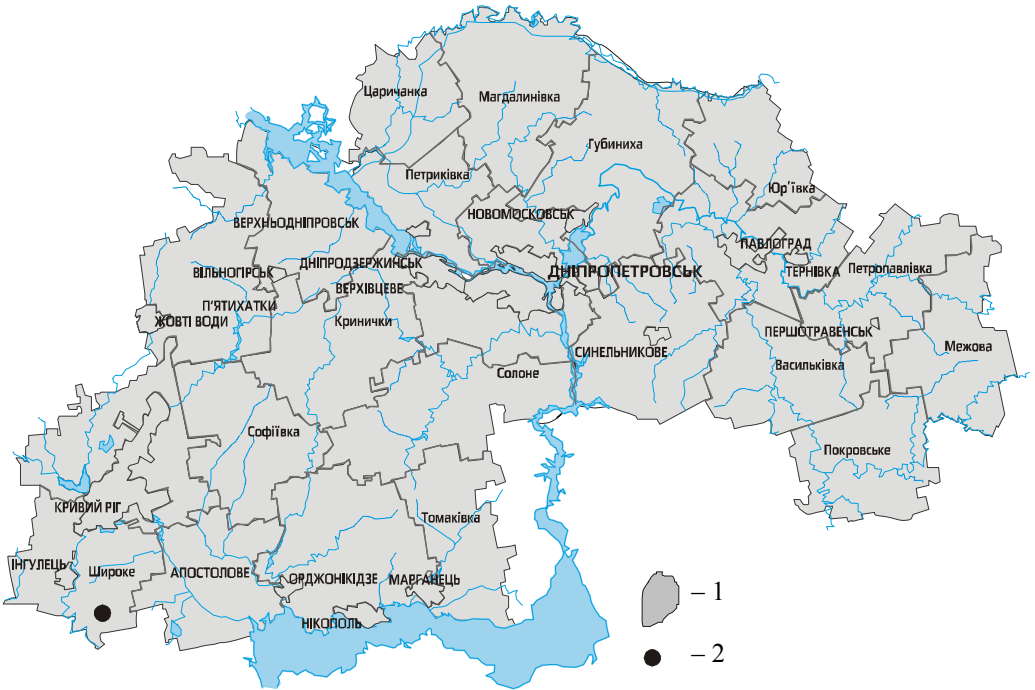 Царичанка
Магдалинівка
Губиниха
Петриківка
Юр'ївка
НОВОМОСКОВСЬК
ВЕРХНЬОДНІПРОВСЬК
ПАВЛОГРАД
ДНІПРОДЗЕРЖИНСЬК
ВІЛЬНОГІРСЬК
ДНІПРОПЕТРОВСЬК
ТЕРНІВКА
Петропавлівка
ВЕРХІВЦЕВЕ
П'ЯТИХАТКИ
ЖОВТІ ВОДИ
Кринички
ПЕРШОТРАВЕНСЬК
Межова
СИНЕЛЬНИКОВЕ
Васильківка
Солоне
Софіївка
Покровське
КРИВИЙ РІГ
Томаківка
ІНГУЛЕЦЬ
Широке
АПОСТОЛОВЕ
ОРДЖОНІКІДЗЕ
МАРГАНЕЦЬ
НІКОПОЛЬ
– 1
– 2